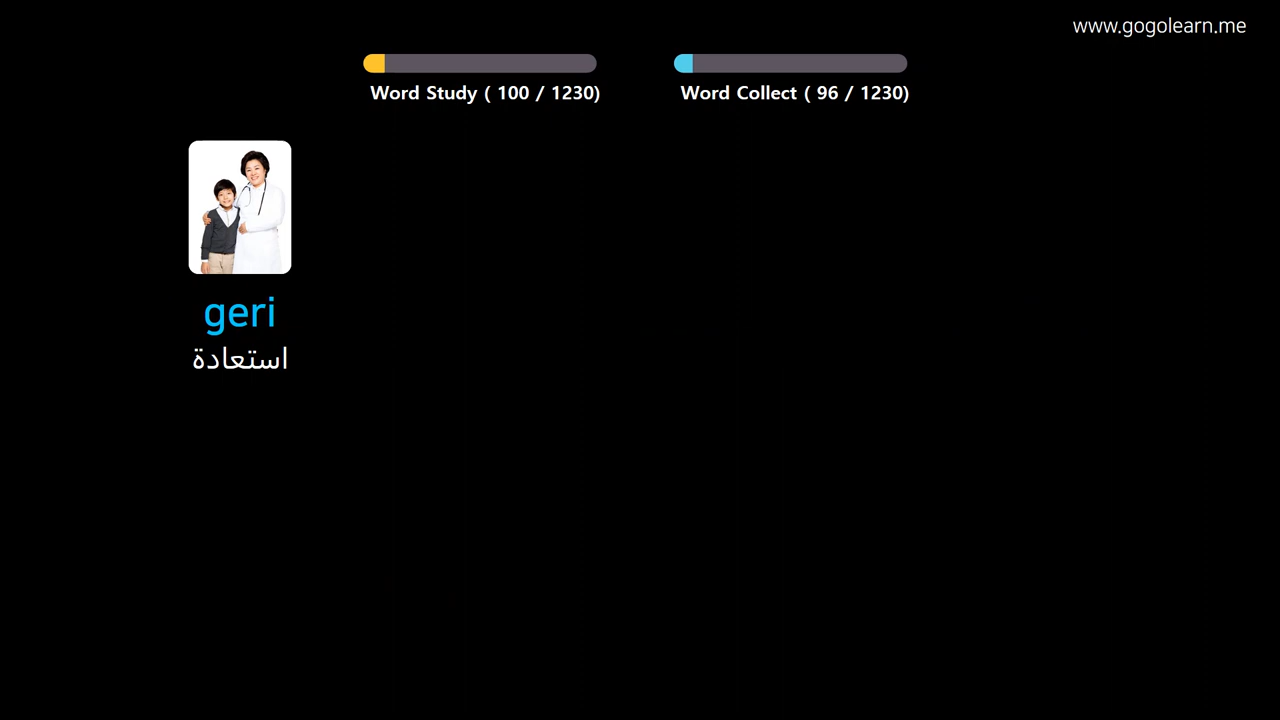 www.gogolearn.me
Word Study ( 100 / 1230)
Word Collect ( 96 / 1230)
geri
استعادة